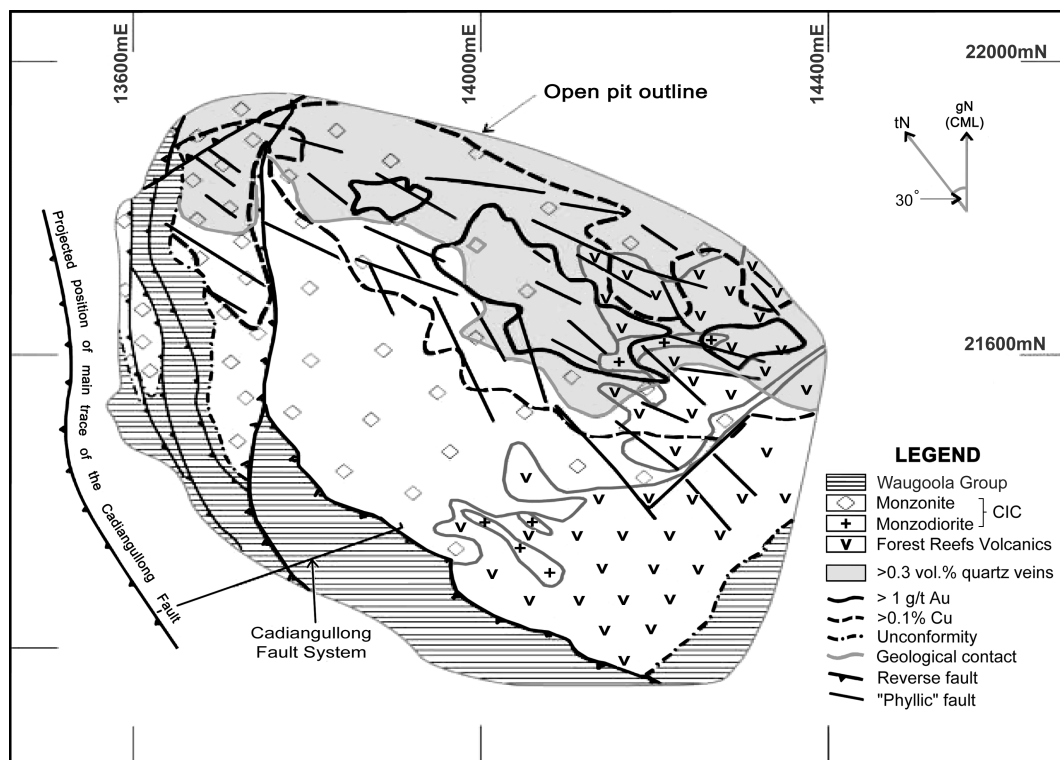 13600mE
14000mE
14400mE
22000mN
Open pit outline
tN
gN
(CML)
30°
21600mN
Projected position of main trace of the Cadiangullong Fault
Cadiangullong
Fault System
LEGEND
Waugoola Group
Monzonite
Monzodiorite
CIC
Forest Reefs Volcanics
>0.3 vol.% quartz veins
> 1 g/t Au
>0.1% Cu
Unconformity
Geological contact
Reverse fault
"Phyllic" fault